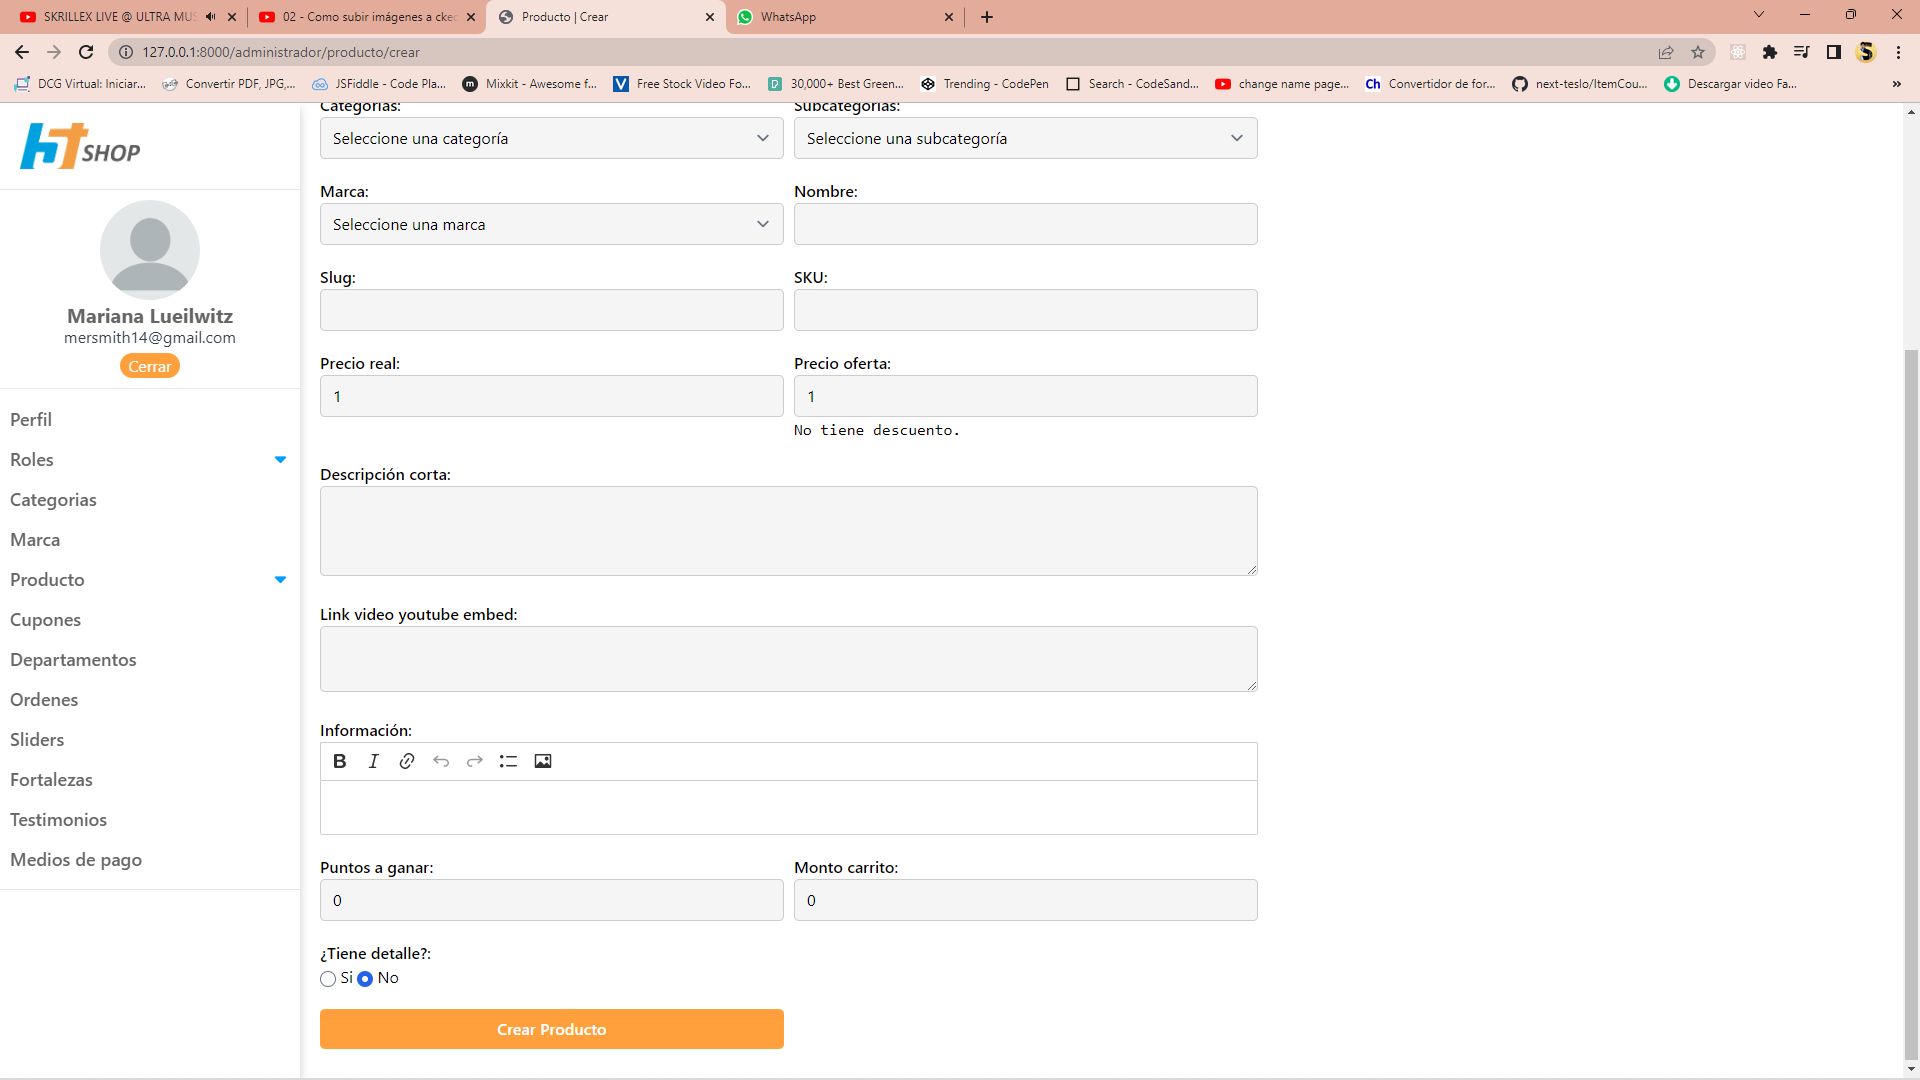 SKRILLEX LIVE @ ULTRA MUS
02 - Como subir imágenes a ckec
Producto | Crear
WhatsApp
127.0.0.1:8000/administrador/producto/crear
DCG Virtual: Iniciar...
Convertir PDF, JPG,...
JSFiddle - Code Pla...
Mixkit - Awesome f...
Free Stock Video Fo...
30,000+ Best Green...
Trending - CodePen
Search - CodeSand...
change name page...
Ch Convertidor de for...
next-teslo/ItemCou...
Descargar video Fa...
HT SHOP
Mariana Lueilwitz
mersmith14@gmail.com
Cerrar
Perfil
Roles
Categorias
Marca
Producto
Cupones
Departamentos
Ordenes
Sliders
Fortalezas
Testimonios
Medios de pago
Categorias: Subcategorias:
Seleccione una categoría Seleccione una subcategoría
Marca: Nombre:
Seleccione una marca
Slug: SKU:
Precio real: Precio oferta:
1 1
No tiene descuento.
Descripción corta:
Link video youtube embed:
Información:
Puntos a ganar: Monto carrito:
0 0
¿Tiene detalle?:
Si No
Crear Producto